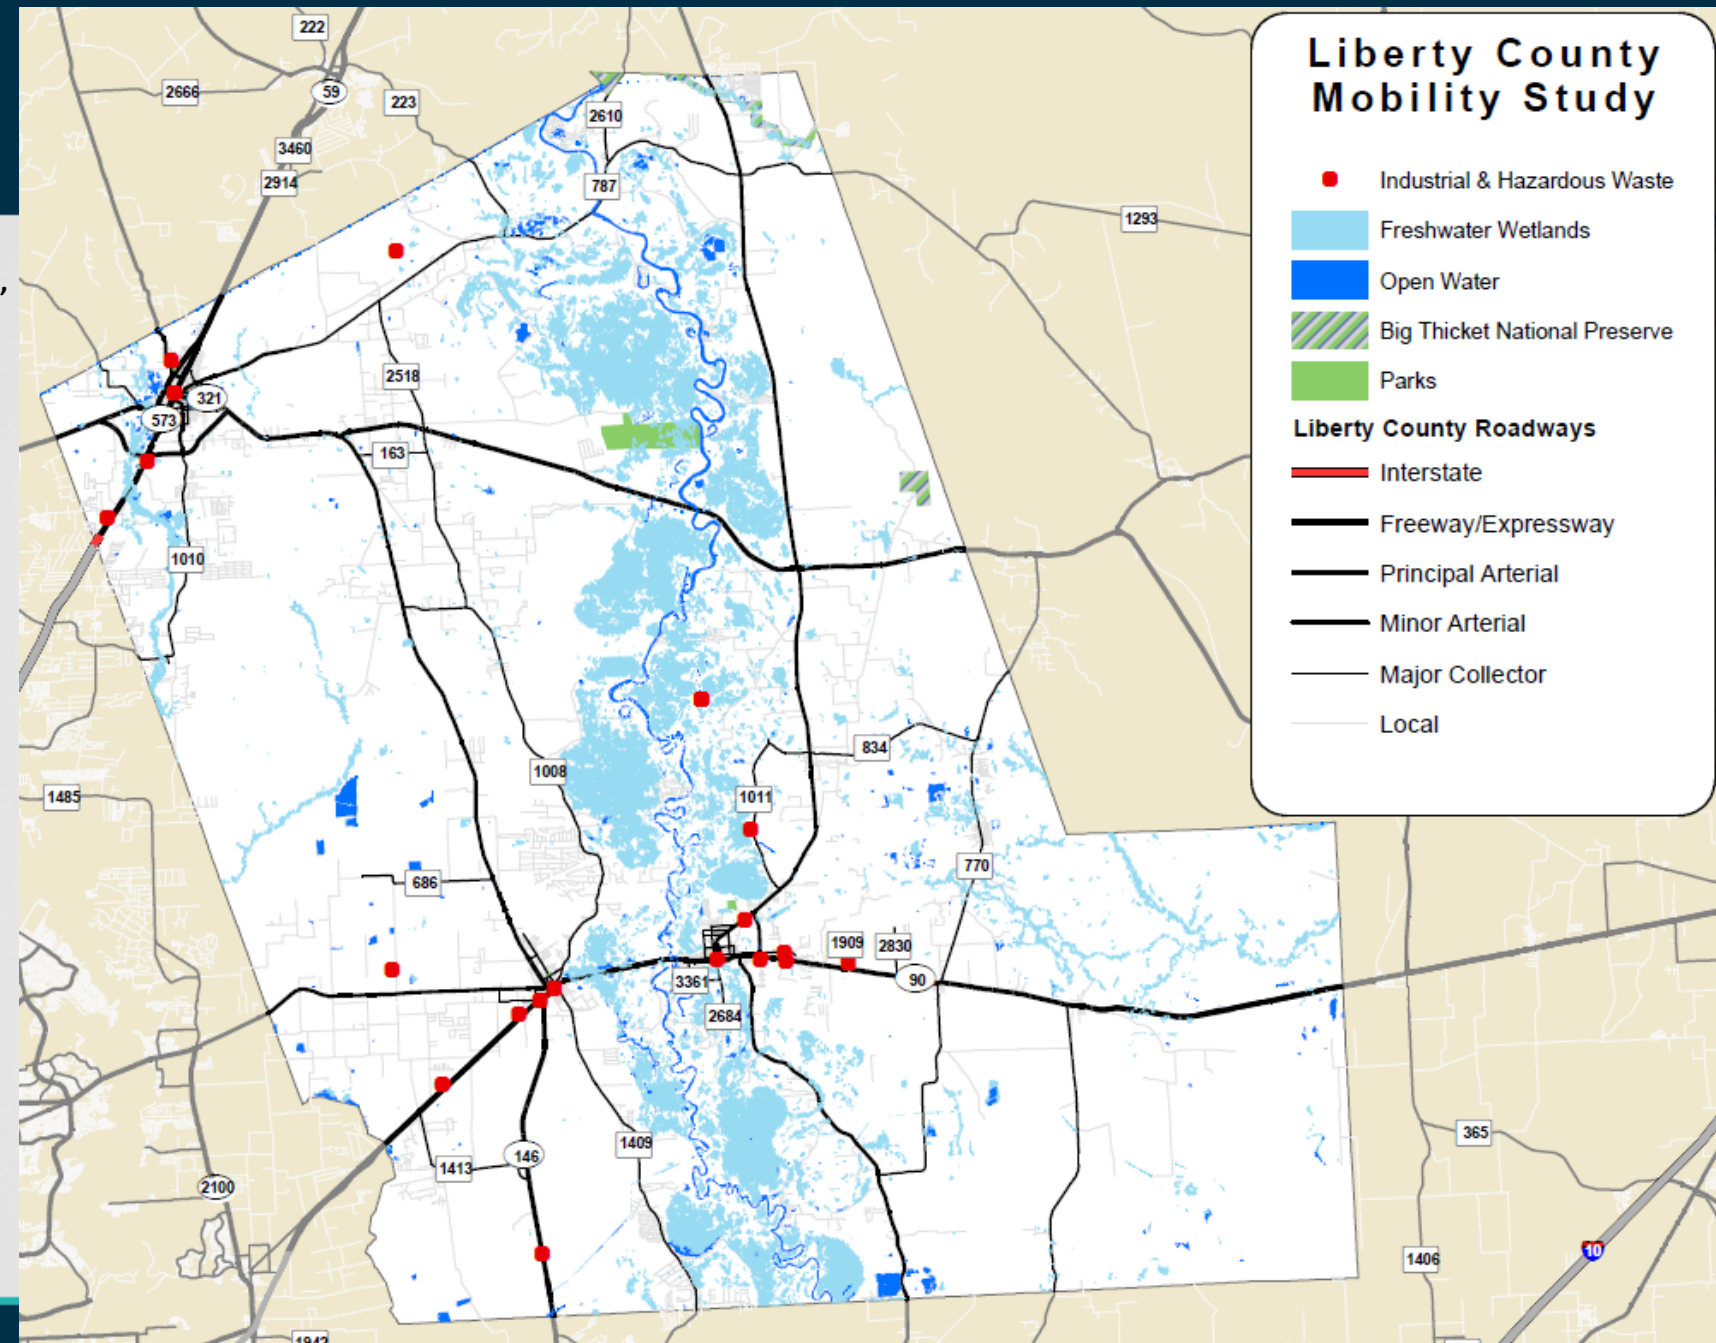 Liberty County
Mobility Study
Industrial & Hazardous Waste
Freshwater Wetlands
Open Water
Big Thicket National Preserve
Parks
Liberty County Roadways
Interstate
Freeway/Expressway
Principal Arterial
Minor Arterial
Major Collector
Local
222
2666
59
223
2610
3460
2914
787
1293
,
2518
321
573
163
1010
834
1008
1011
1485
770
686
1909
2830
3361
90
2684
365
1409
1413
146
2100
10
1406
1942